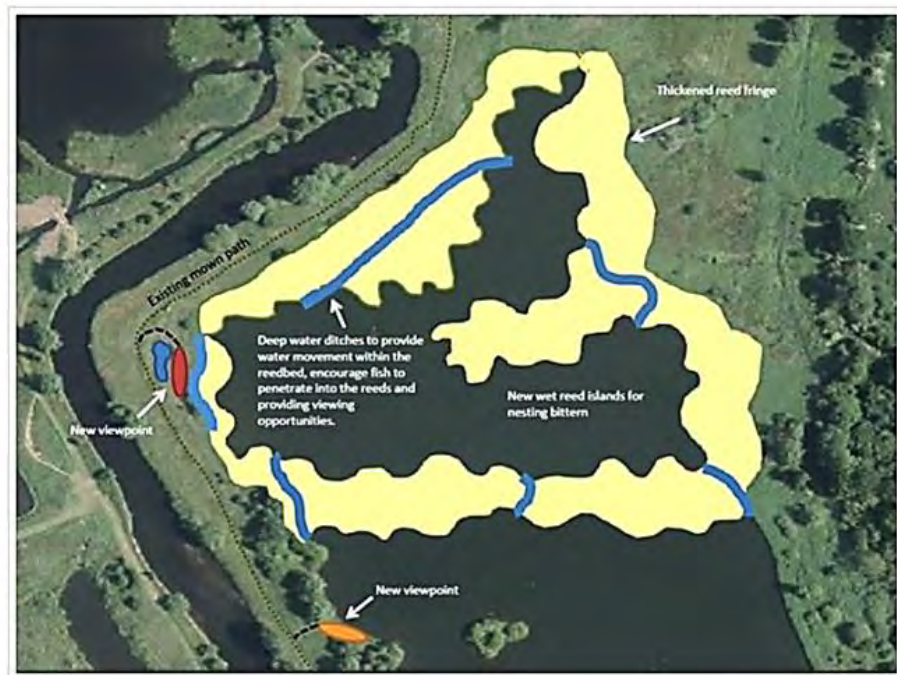 Thickened reed fringe
Existing mown path
Deep water ditches to provide
water movement within the
reedbed, encourage fish to
penetrate into the reeds and
providing viewing
opportunities.
New wet reed islands for
nesting bittern
New viewpoint
New viewpoint